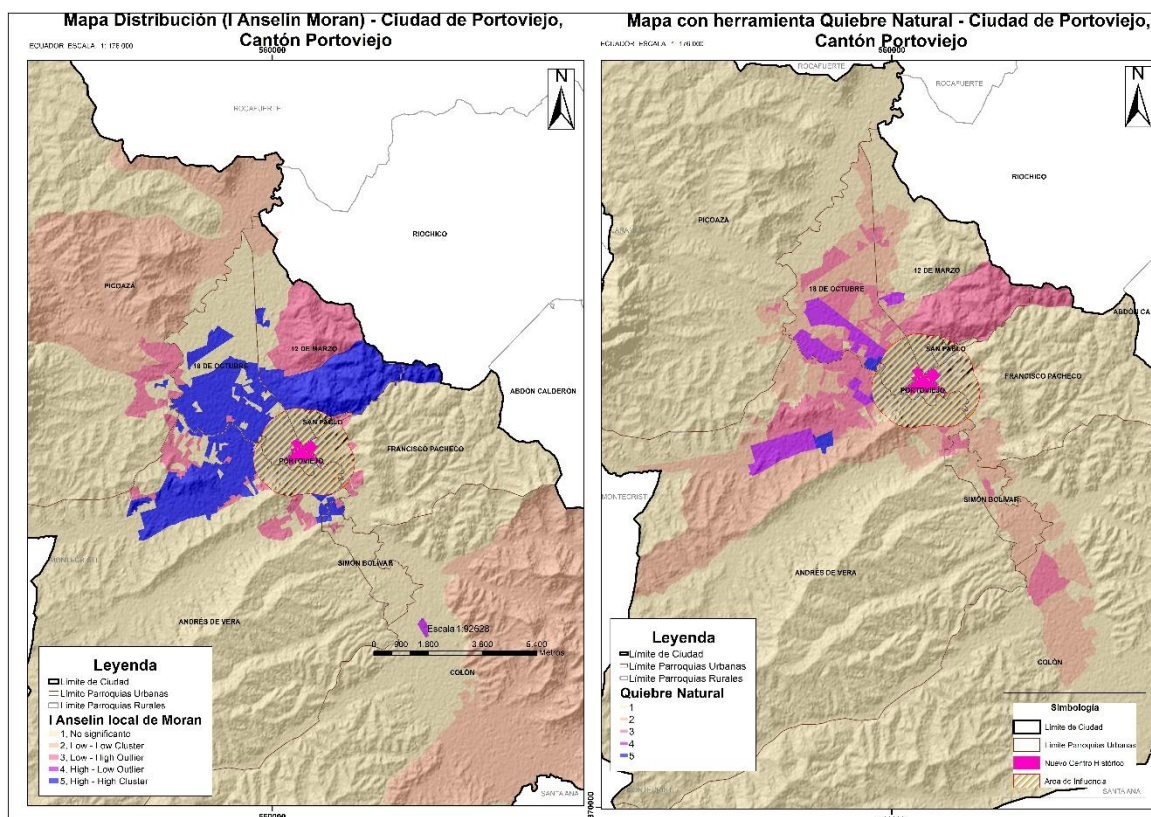 Mapa Distribución (I Anselin Moran) - Ciudad de Portoviejo,
Cantón Portoviejo
560000
N
ROCAFUERTE
RIOCHICO
PICOAZÁ
12 DE MARZO
18 DE OCTUBRE
ABDÓN CALDERÓN
SAN PABLO
FRANCISCO PACHECO
PORTOVIEJO
SIMÓN BOLÍVAR
ANDRÉS DE VERA
Escala 1:92628
0 900 1.800 3.600 5.400
Metros
COLÓN
SANTA ANA
Leyenda
Límite de Ciudad
Límite Parroquias Urbanas
Límite Parroquias Rurales
I Anselin local de Moran
1, No significante
2, Low - Low Cluster
3, Low - High Outlier
4, High - Low Outlier
5, High - High Cluster
Mapa con herramienta Quiebre Natural - Ciudad de Portoviejo,
Cantón Portoviejo
560000
N
ROCAFUERTE
ROCAFUERTE
RIOCHICO
PICOAZÁ
12 DE MARZO
18 DE OCTUBRE
SAN PABLO
FRANCISCO PACHECO
PORTOVIEJO
SIMÓN BOLÍVAR
ANDRÉS DE VERA
COLÓN
Leyenda
Límite de Ciudad
Límite Parroquias Urbanas
Límite Parroquias Rurales
Quiebre Natural
1
2
3
4
5
Simbología
Límite de Ciudad
Límite Parroquias Urbanas
Nuevo Centro Histórico
Area de Influencia